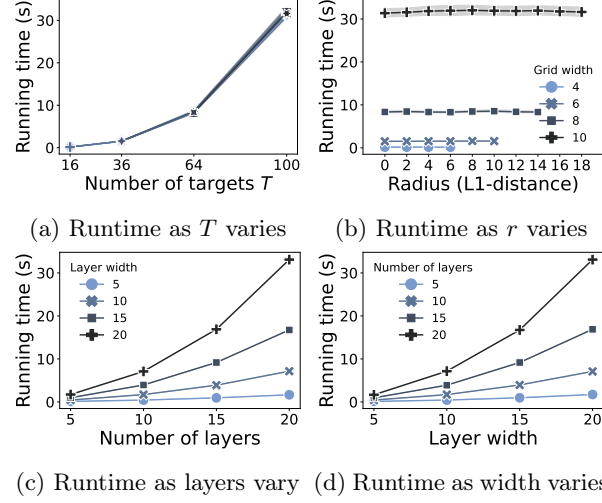 Running time (s)
30
20
10
0
16 36 64 100
Number of targets T
(a) Runtime as T varies
Running time (s)
30
20
10
0
Grid width
4
6
8
10
0 2 4 6 8 10 12 14 16 18
Radius (L1-distance)
(b) Runtime as r varies
Running time (s)
30
20
10
0
Layer width
5
10
15
20
5 10 15 20
Number of layers
(c) Runtime as layers vary
Running time (s)
30
20
10
0
Number of layers
5
10
15
20
5 10 15 20
Layer width
(d) Runtime as width varies